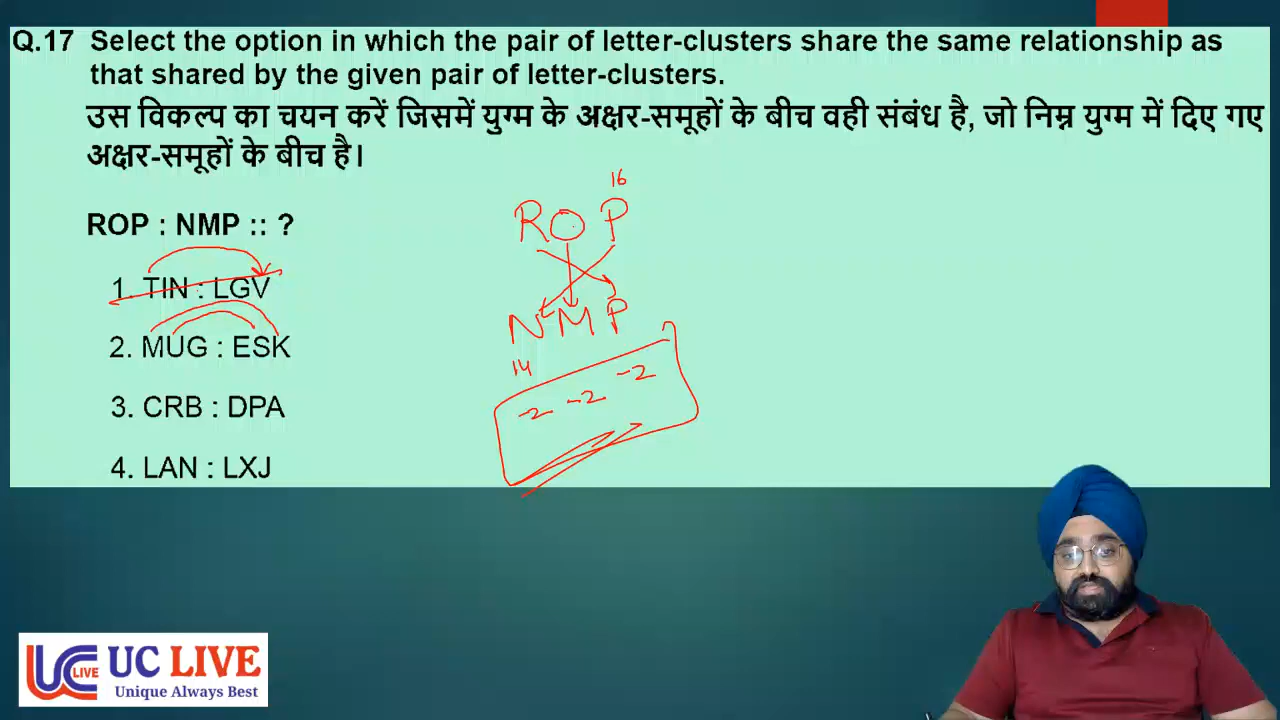 Q.17 Select the option in which the pair of letter-clusters share the same relationship as
that shared by the given pair of letter-clusters.
उस विकल्प का चयन करें जिसमें युग्म के अक्षर-समूहों के बीच वही संबंध है, जो निम्न युग्म में दिए गए
अक्षर-समूहों के बीच है।
ROP : NMP :: ?
1. TIN : LGV
2. MUG : ESK
3. CRB : DPA
4. LAN : LXJ
16
R O P
N M P
14
-2 -2 -2
UC LIVE
LIVE
Unique Always Best